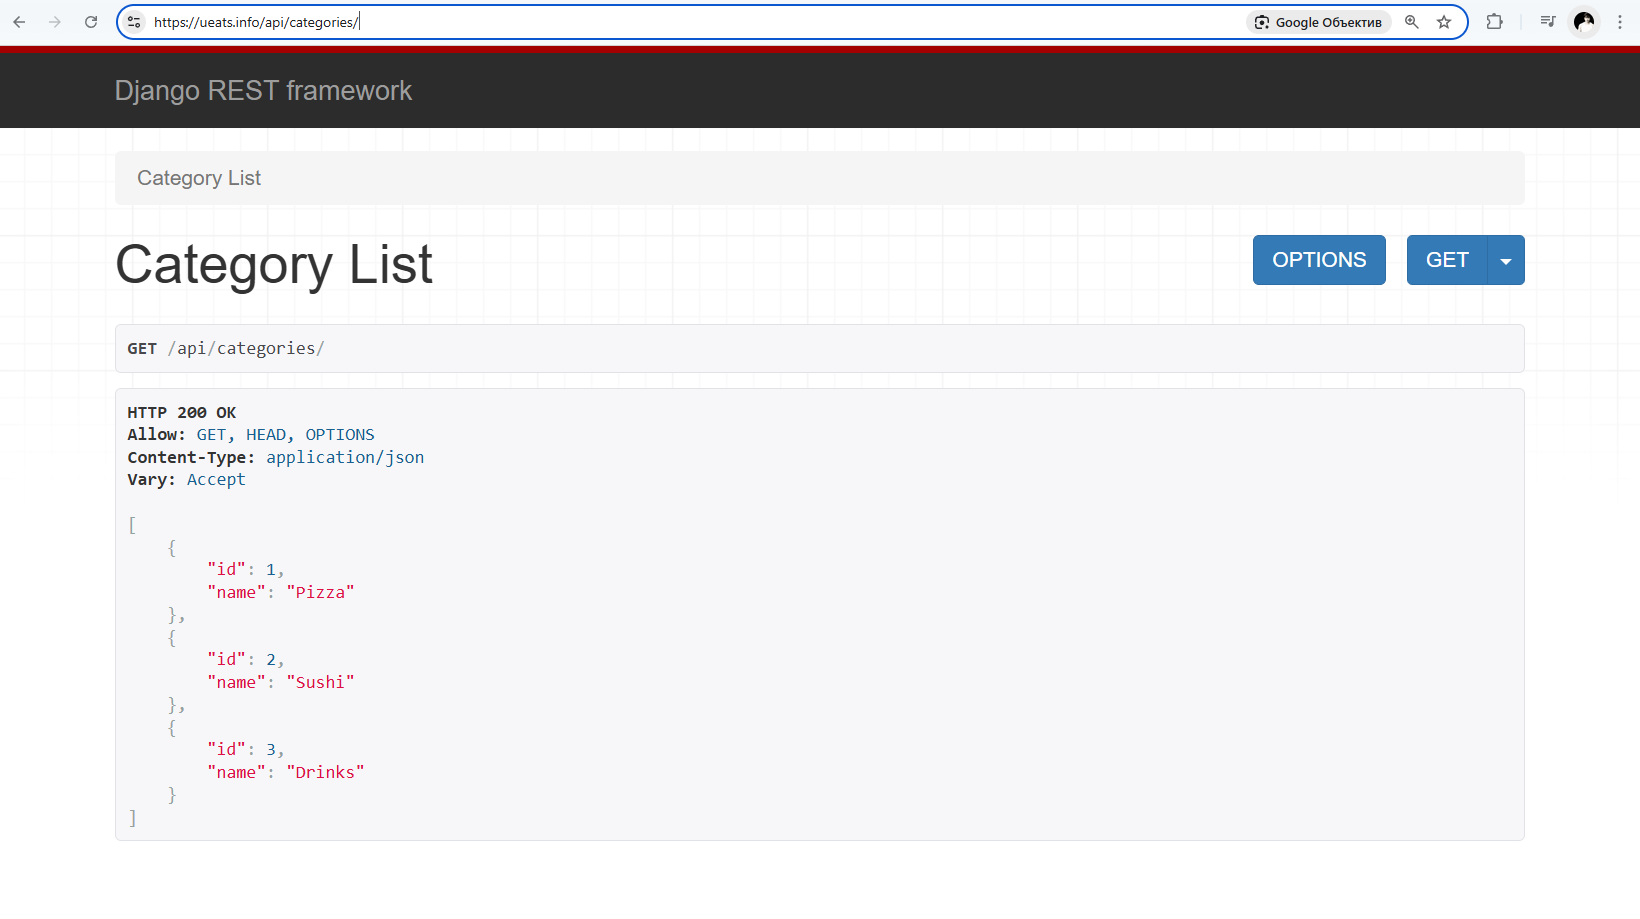 https://ueats.info/api/categories/
Google Объектив
Django REST framework
Category List
Category List
OPTIONS
GET
GET /api/categories/
HTTP 200 OK
Allow: GET, HEAD, OPTIONS
Content-Type: application/json
Vary: Accept
[
    {
        "id": 1,
        "name": "Pizza"
    },
    {
        "id": 2,
        "name": "Sushi"
    },
    {
        "id": 3,
        "name": "Drinks"
    }
]